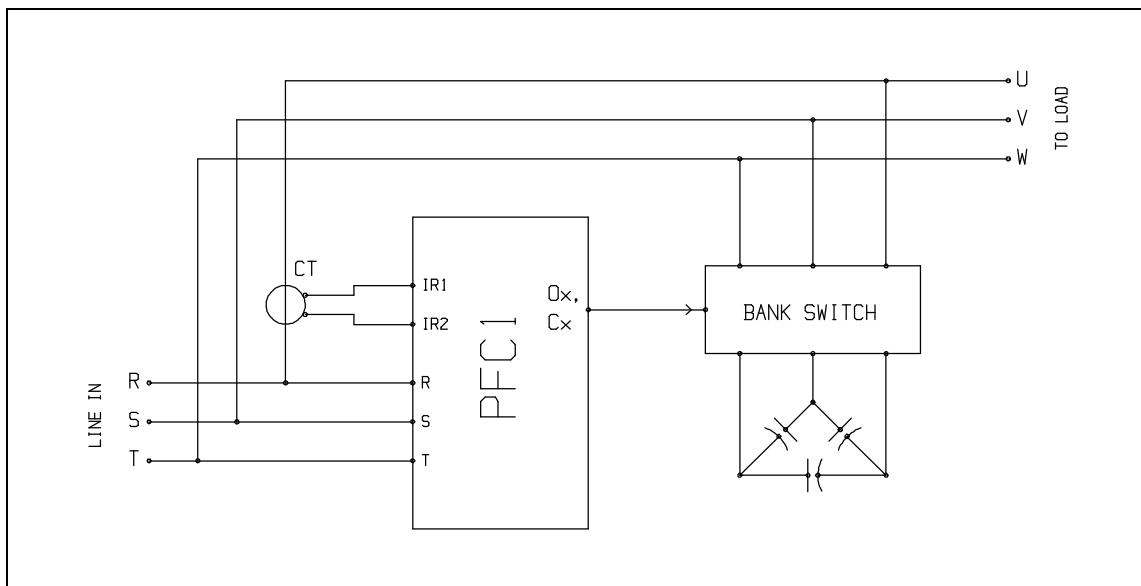 U
V
W
TO LOAD
CT
IR1
IR2
Ox,
Cx
PFC1
BANK SWITCH
LINE IN
R
S
T
R
S
T